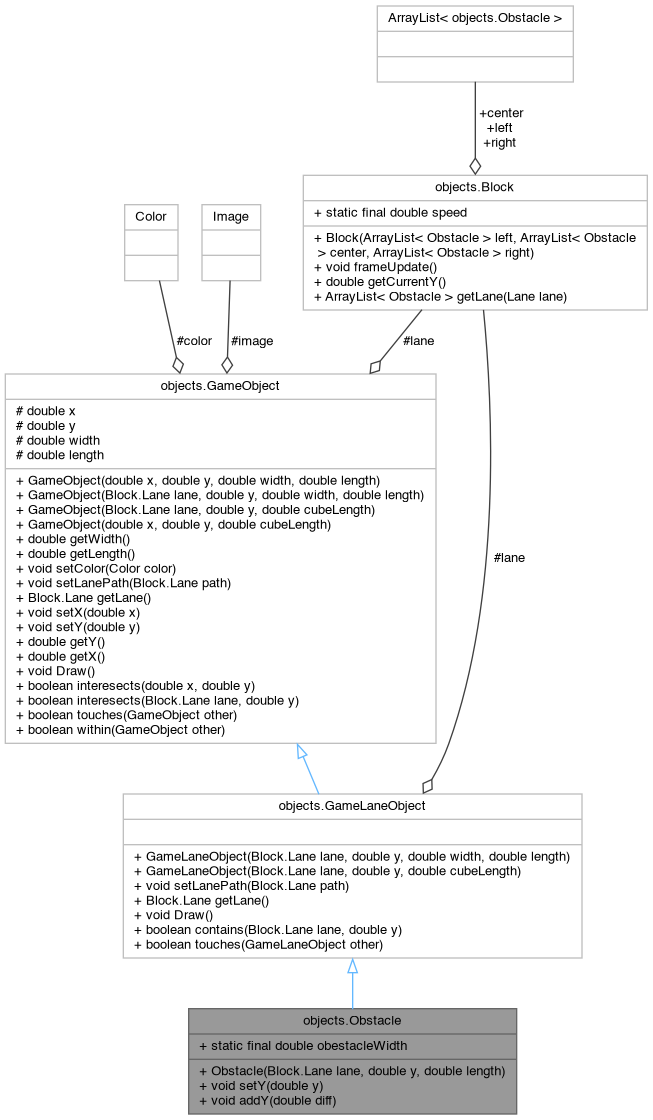 ArrayList< objects.Obstacle >
+center
+left
+right
objects.Block
+ static final double speed
+ Block(ArrayList< Obstacle > left, ArrayList< Obstacle
> center, ArrayList< Obstacle > right)
+ void frameUpdate()
+ double getCurrentY()
+ ArrayList< Obstacle > getLane(Lane lane)
Color
Image
#color
#image
#lane
objects.GameObject
# double x
# double y
# double width
# double length
+ GameObject(double x, double y, double width, double length)
+ GameObject(Block.Lane lane, double y, double width, double length)
+ GameObject(Block.Lane lane, double y, double cubeLength)
+ GameObject(double x, double y, double cubeLength)
+ double getWidth()
+ double getLength()
+ void setColor(Color color)
+ void setLanePath(Block.Lane path)
+ Block.Lane getLane()
+ void setX(double x)
+ void setY(double y)
+ double getY()
+ double getX()
+ void Draw()
+ boolean interesects(double x, double y)
+ boolean interesects(Block.Lane lane, double y)
+ boolean touches(GameObject other)
+ boolean within(GameObject other)
#lane
objects.GameLaneObject
+ GameLaneObject(Block.Lane lane, double y, double width, double length)
+ GameLaneObject(Block.Lane lane, double y, double cubeLength)
+ void setLanePath(Block.Lane path)
+ Block.Lane getLane()
+ void Draw()
+ boolean contains(Block.Lane lane, double y)
+ boolean touches(GameLaneObject other)
objects.Obstacle
+ static final double obestacleWidth
+ Obstacle(Block.Lane lane, double y, double length)
+ void setY(double y)
+ void addY(double diff)